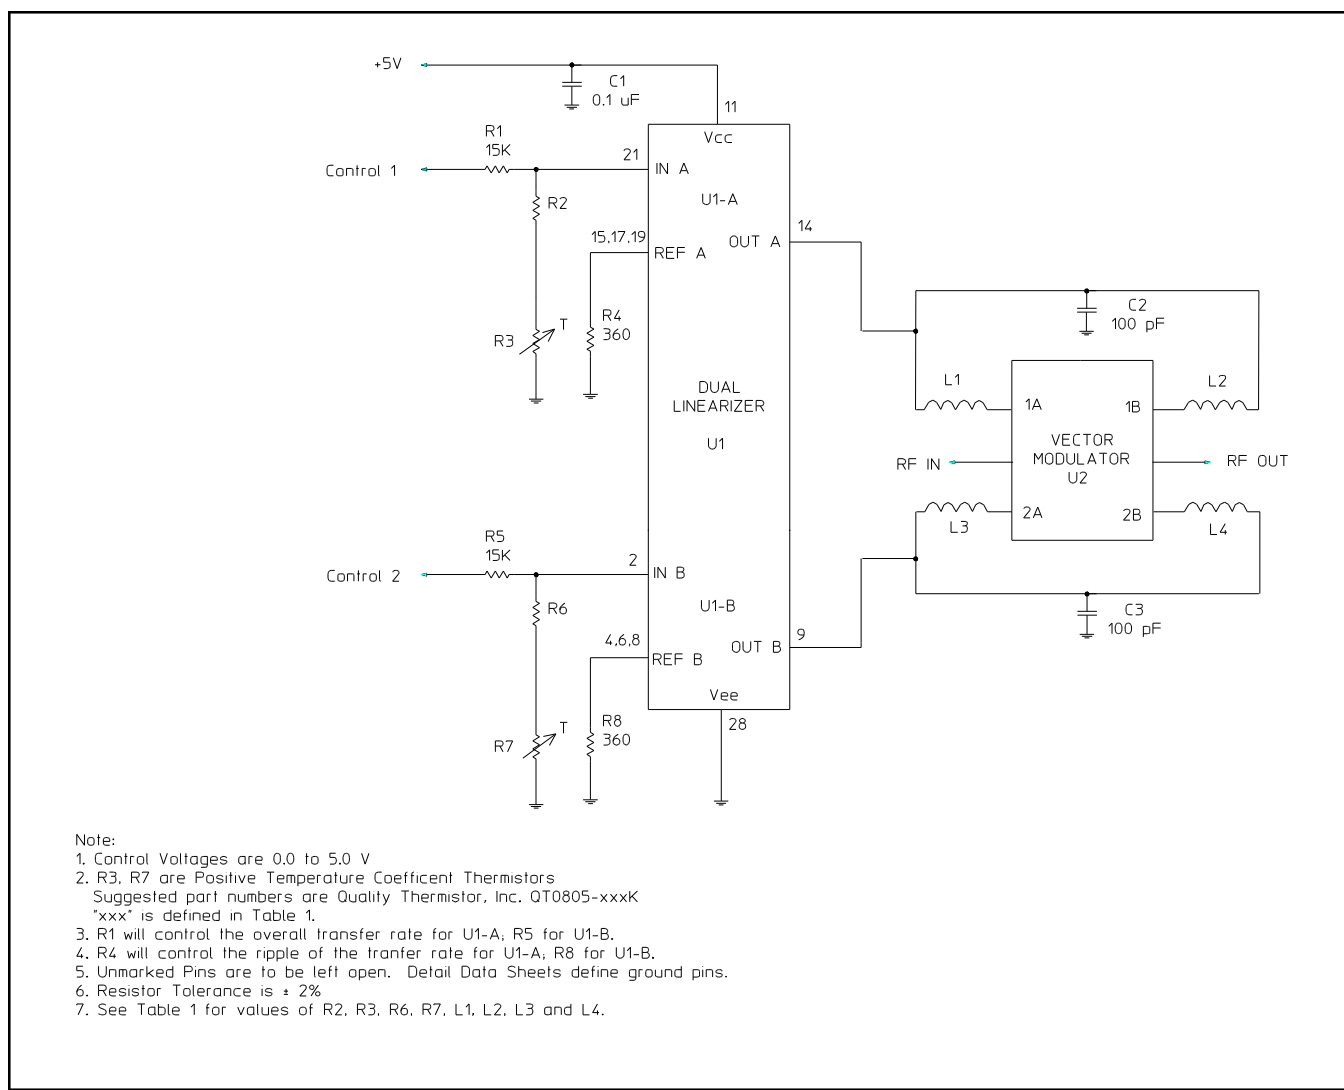 +5V
C1
0.1 uF
11
Vcc
R1
15K
21
Control 1
IN A
U1-A
R2
14
15,17,19
OUT A
REF A
C2
100 pF
R4
360
T
R3
L1
L2
DUAL
LINEARIZER
1A
1B
U1
VECTOR
MODULATOR
U2
RF IN
RF OUT
2A
2B
L3
L4
R5
15K
2
Control 2
IN B
U1-B
R6
C3
100 pF
9
4,6,8
OUT B
REF B
Vee
28
R8
360
T
R7
Note:
1. Control Voltages are 0.0 to 5.0 V
2. R3, R7 are Positive Temperature Coefficent Thermistors
Suggested part numbers are Quality Thermistor, Inc. QT0805-xxxK
"xxx" is defined in Table 1.
3. R1 will control the overall transfer rate for U1-A; R5 for U1-B.
4. R4 will control the ripple of the tranfer rate for U1-A; R8 for U1-B.
5. Unmarked Pins are to be left open.  Detail Data Sheets define ground pins.
6. Resistor Tolerance is ± 2%
7. See Table 1 for values of R2, R3, R6, R7, L1, L2, L3 and L4.